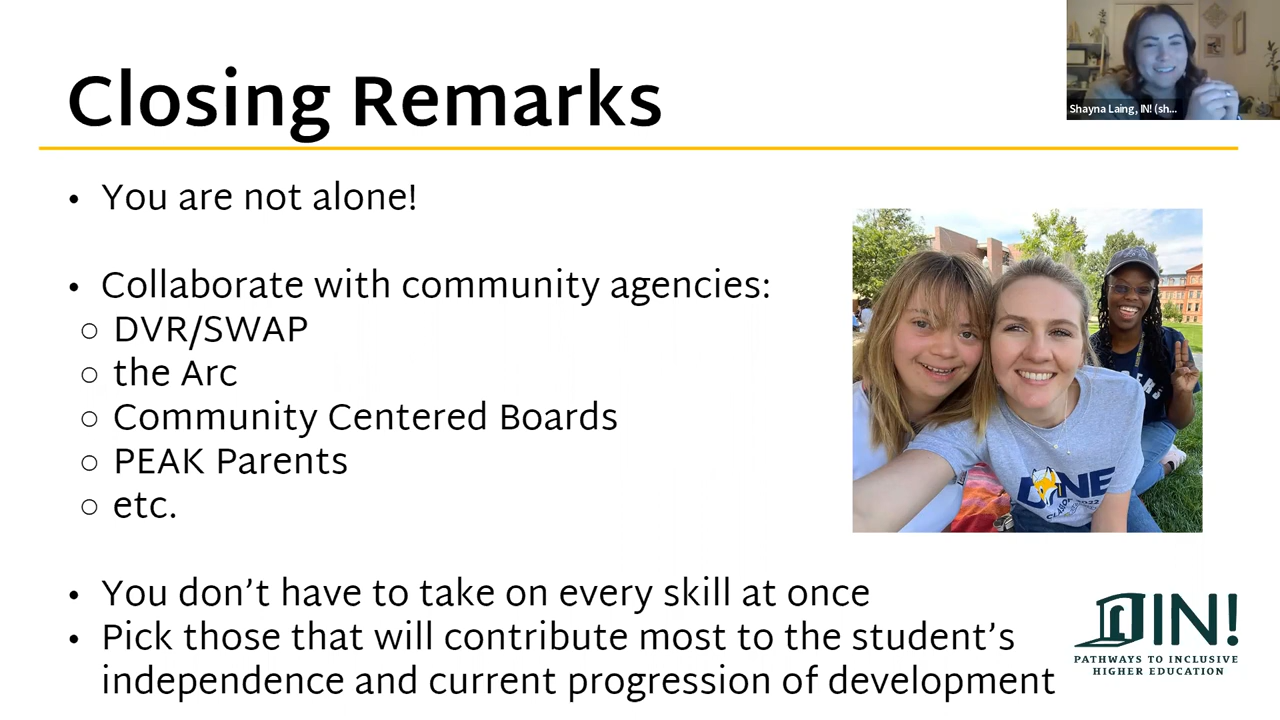 Closing Remarks
Shayna Laing, IN! (sh...
• You are not alone!
• Collaborate with community agencies:
○ DVR/SWAP
○ the Arc
○ Community Centered Boards
○ PEAK Parents
○ etc.
• You don't have to take on every skill at once
• Pick those that will contribute most to the student's
independence and current progression of development
IN!
PATHWAYS TO INCLUSIVE
HIGHER EDUCATION